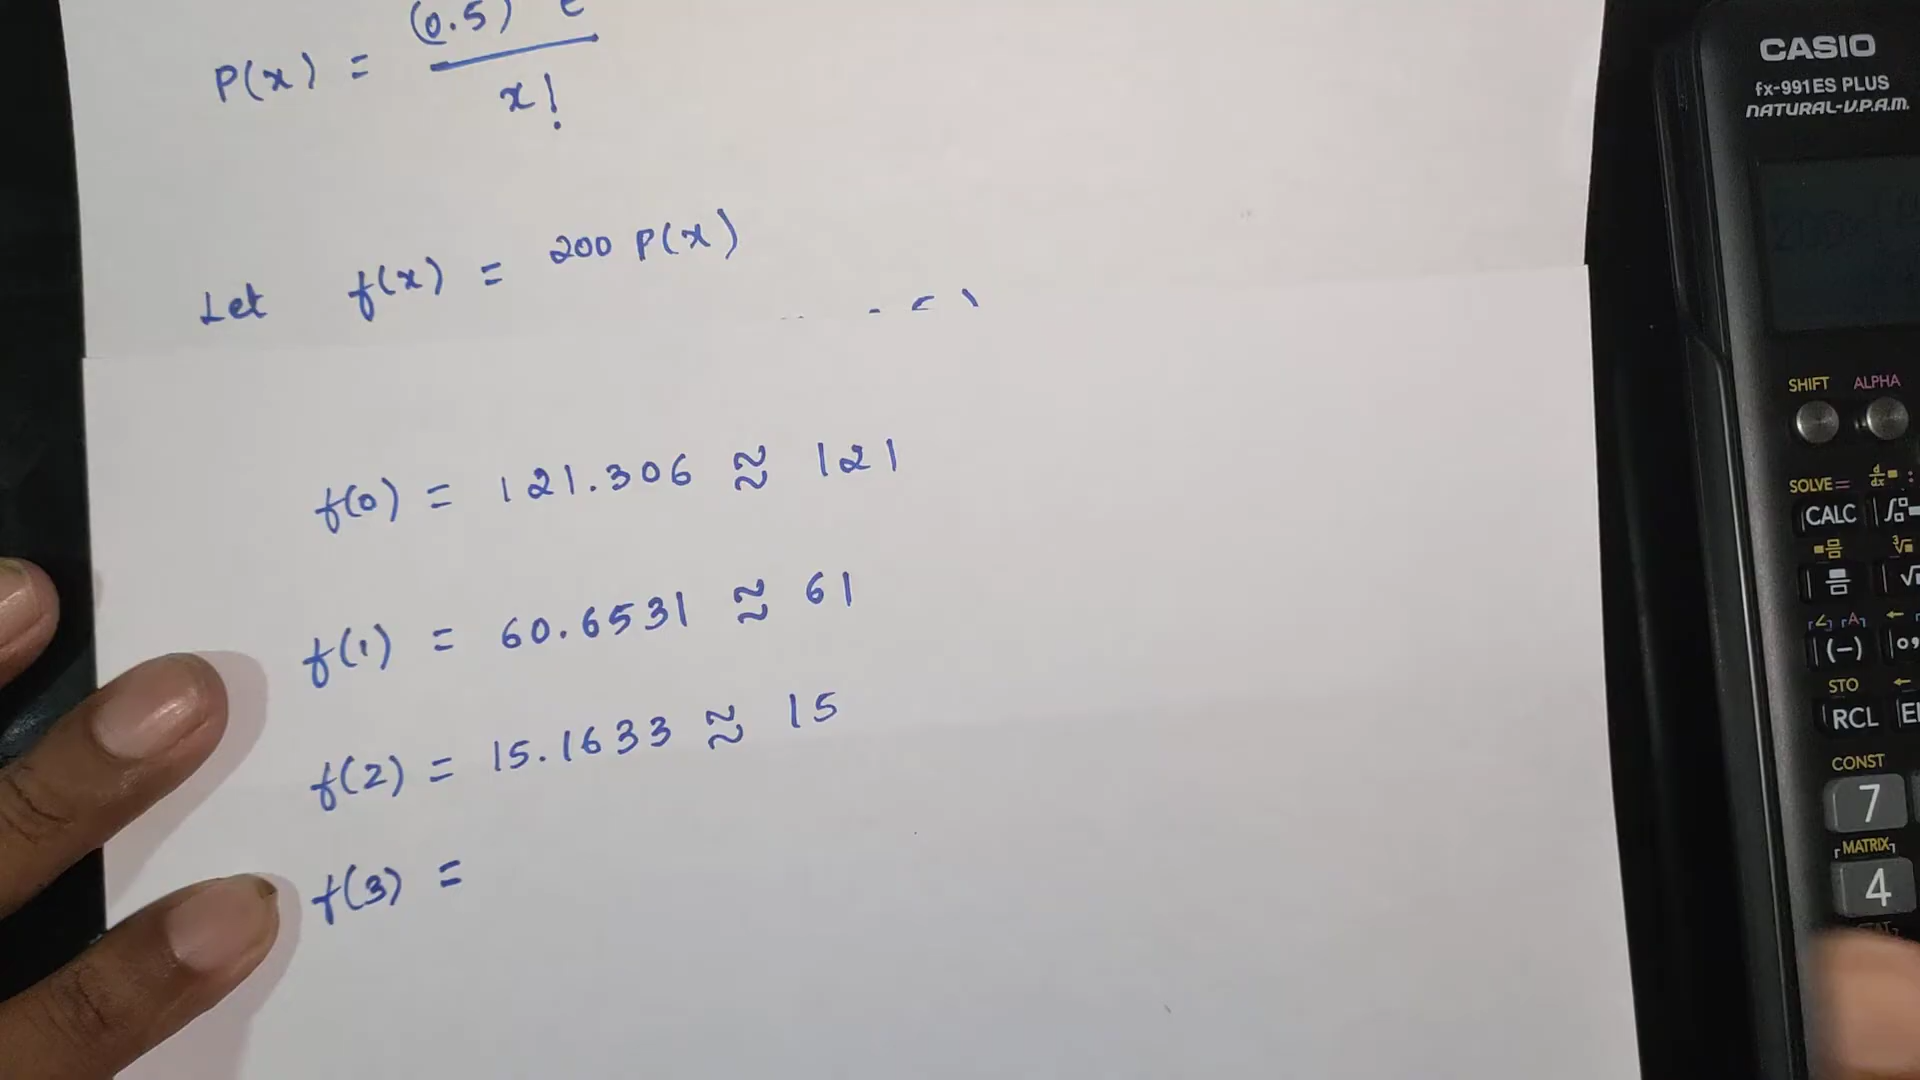 P(x) = (0.5) e
x!
Let f(x) = 200 P(x)
f(0) = 121.306 ≈ 121
f(1) = 60.6531 ≈ 61
f(2) = 15.1633 ≈ 15
f(3) =
CASIO
fx-991ES PLUS
NATURAL-V.P.A.M.
SHIFT ALPHA
SOLVE = d/dx = :
CALC
(-)
STO
RCL
CONST
7
MATRIX
4